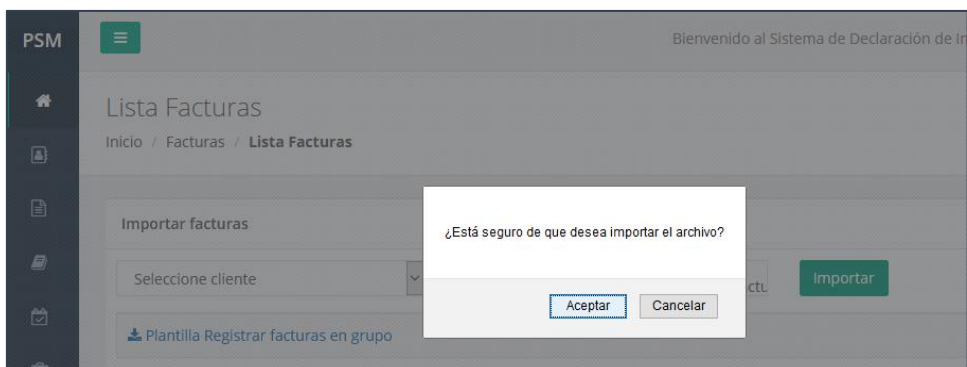 PSM
Bienvenido al Sistema de Declaración de
Lista Facturas
Inicio / Facturas / Lista Facturas
Importar facturas
¿Está seguro de que desea importar el archivo?
Seleccione cliente
Importar
Aceptar
Cancelar
Plantilla Registrar facturas en grupo